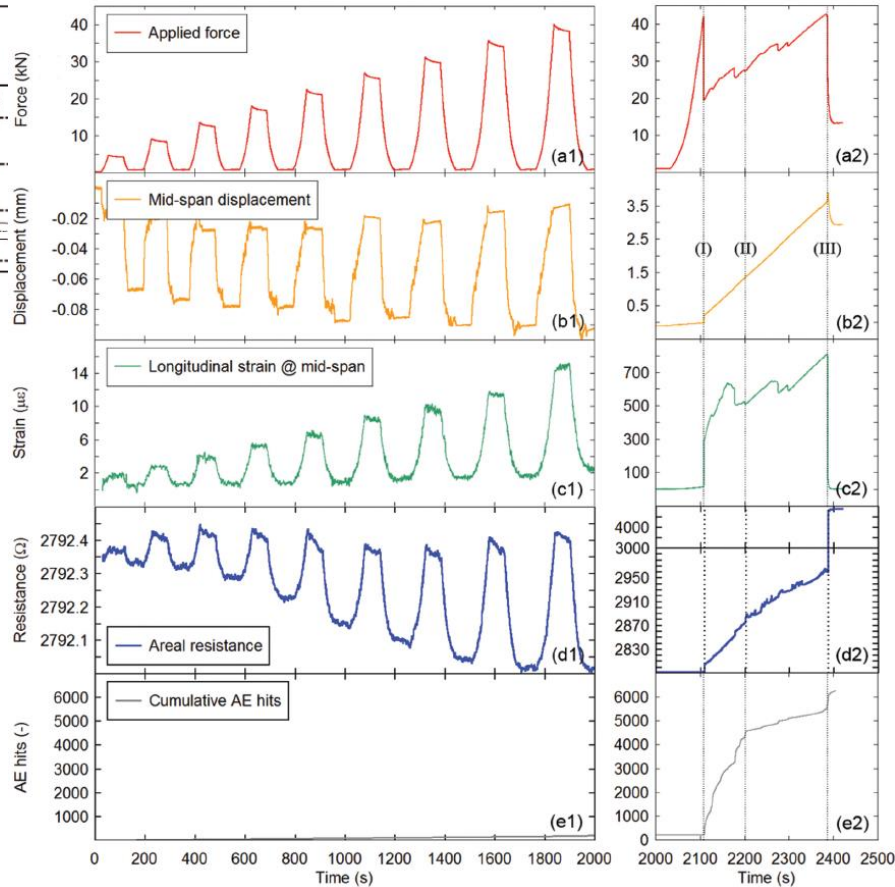 Force (kN)
40
30
20
10
Applied force
(a1)
40
30
20
10
(a2)
Displacement (mm)
-0.02
-0.04
-0.06
-0.08
Mid-span displacement
(b1)
3.5
2.5
1.5
0.5
(I)
(II)
(III)
(b2)
Strain (με)
14
10
6
2
Longitudinal strain @ mid-span
(c1)
700
500
300
100
(c2)
Resistance (Ω)
2792.4
2792.3
2792.2
2792.1
Areal resistance
(d1)
4000
3000
2950
2910
2870
2830
(d2)
AE hits (-)
6000
5000
4000
3000
2000
1000
Cumulative AE hits
(e1)
6000
5000
4000
3000
2000
1000
0
(e2)
0 200 400 600 800 1000 1200 1400 1600 1800 2000
Time (s)
2000 2100 2200 2300 2400 2500
Time (s)